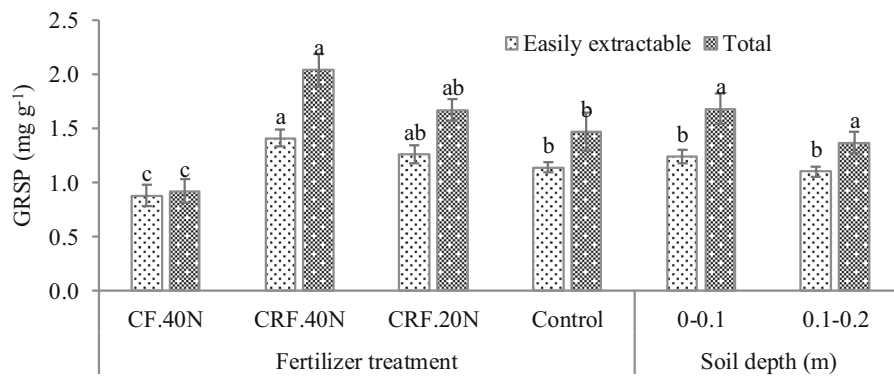 2.5
2.0
1.5
1.0
0.5
0.0
GRSP (mg g⁻¹)
Easily extractable Total
c c a a ab ab b b b a b a
CF.40N CRF.40N CRF.20N Control 0-0.1 0.1-0.2
Fertilizer treatment Soil depth (m)